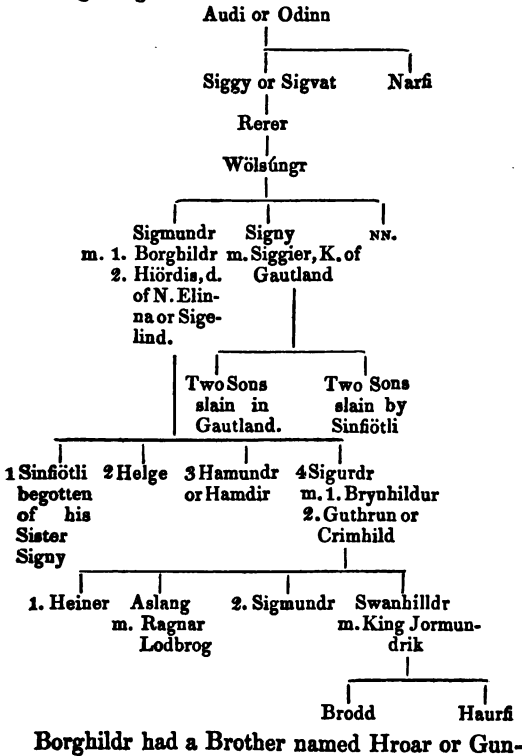 Audi or Odinn
Siggy or Sigvat
Narfi
Rerer
Wölsúngr
Sigmundr
m. 1. Borghildr
2. Hiördis, d.
of N. Elin-
na or Sige-
lind.
Signy
m. Siggier, K. of
Gautland
NN.
Two Sons
slain in
Gautland.
Two Sons
slain by
Sinfiötli
1 Sinfiötli
begotten
of his
Sister
Signy
2 Helge
3 Hamundr
or Hamdir
4 Sigurdr
m. 1. Brynhildur
2. Guthrun or
Crimhild
1. Heiner
Aslang
m. Ragnar
Lodbrog
2. Sigmundr
Swanhilldr
m. King Jormun-
drik
Brodd
Haurfi
Borghildr had a Brother named Hroar or Gun-